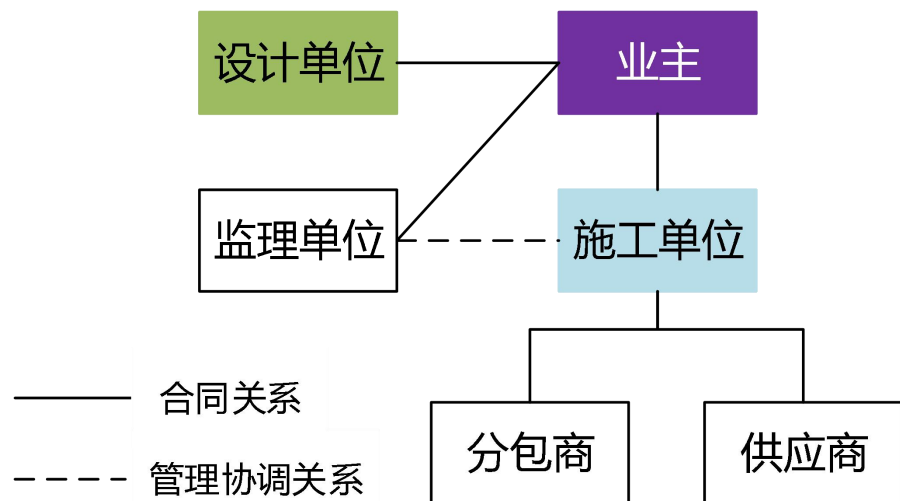 设计单位
业主
监理单位
施工单位
合同关系
分包商
供应商
管理协调关系